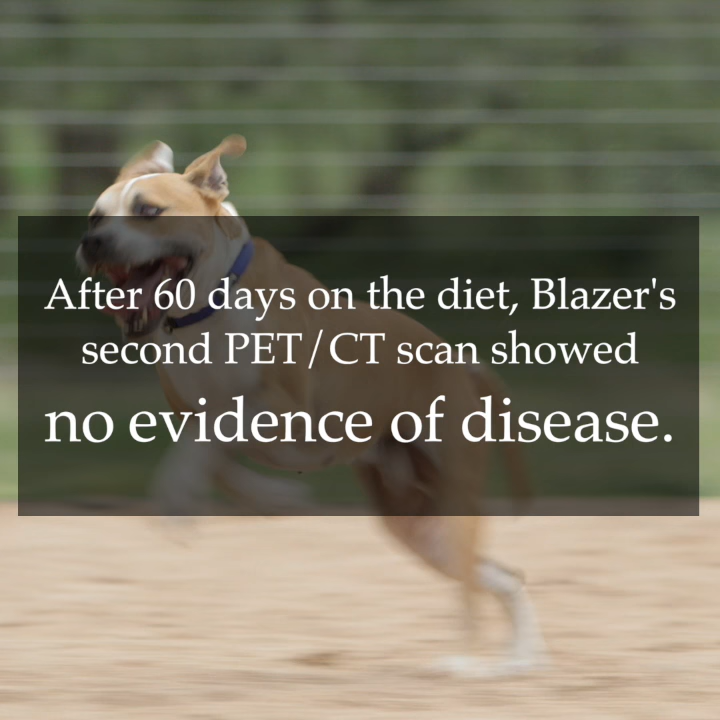 After 60 days on the diet, Blazer's
second PET/CT scan showed
no evidence of disease.